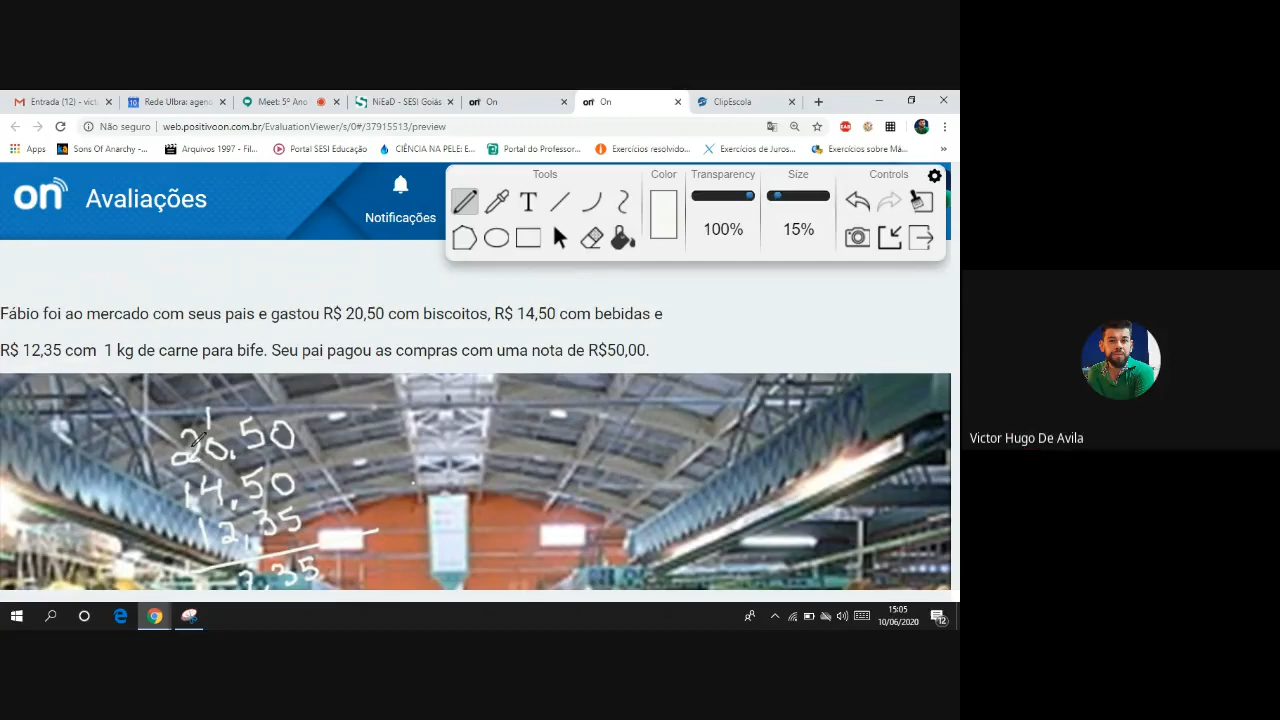 Entrada (12) - vict
Rede Ulbra: agend
Meet: 5º Ano
NiEaD - SESI Goiás
On
On
ClipEscola
Não seguro
web.positivoon.com.br/EvaluationViewer/s/0#/37915513/preview
Apps
Sons Of Anarchy -...
Arquivos 1997 - Fil...
Portal SESI Educação
CIÊNCIA NA PELE: E...
Portal do Professor...
Exercícios resolvido...
Exercícios de Juros...
Exercícios sobre Má...
»
on
Avaliações
Notificações
Tools
Color
Transparency
Size
Controls
T
100%
15%
Fábio foi ao mercado com seus pais e gastou R$ 20,50 com biscoitos, R$ 14,50 com bebidas e
R$ 12,35 com 1 kg de carne para bife. Seu pai pagou as compras com uma nota de R$50,00.
1
20,50
14,50
12,35
7,35
Victor Hugo De Avila
15:05
10/06/2020
12